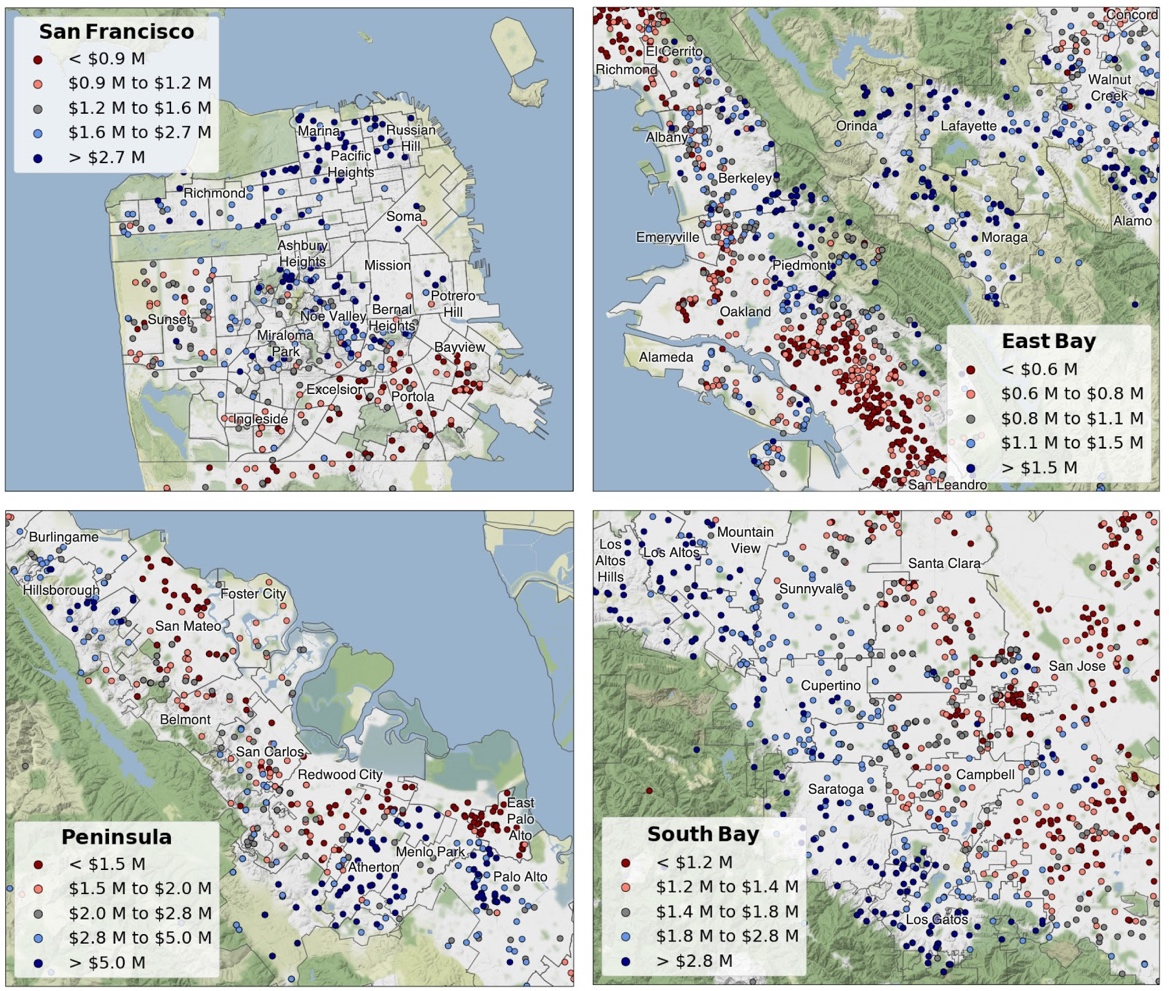 San Francisco
< $0.9 M
$0.9 M to $1.2 M
$1.2 M to $1.6 M
$1.6 M to $2.7 M
> $2.7 M
Marina
Russian
Hill
Pacific
Heights
Richmond
Soma
Ashbury
Heights
Mission
Potrero
Hill
Sunset
Noe Valley
Bernal
Heights
Miraloma
Park
Bayview
Excelsior
Portola
Ingleside
Concord
El Cerrito
Richmond
Walnut
Creek
Albany
Orinda
Lafayette
Berkeley
Alamo
Emeryville
Moraga
Piedmont
Oakland
Alameda
San Leandro
East Bay
< $0.6 M
$0.6 M to $0.8 M
$0.8 M to $1.1 M
$1.1 M to $1.5 M
> $1.5 M
Burlingame
Hillsborough
Foster City
San Mateo
Belmont
San Carlos
Redwood City
East
Palo
Alto
Menlo Park
Atherton
Palo Alto
Peninsula
< $1.5 M
$1.5 M to $2.0 M
$2.0 M to $2.8 M
$2.8 M to $5.0 M
> $5.0 M
Mountain
View
Los
Altos
Hills
Los Altos
Santa Clara
Sunnyvale
San Jose
Cupertino
Campbell
Saratoga
Los Gatos
South Bay
< $1.2 M
$1.2 M to $1.4 M
$1.4 M to $1.8 M
$1.8 M to $2.8 M
> $2.8 M